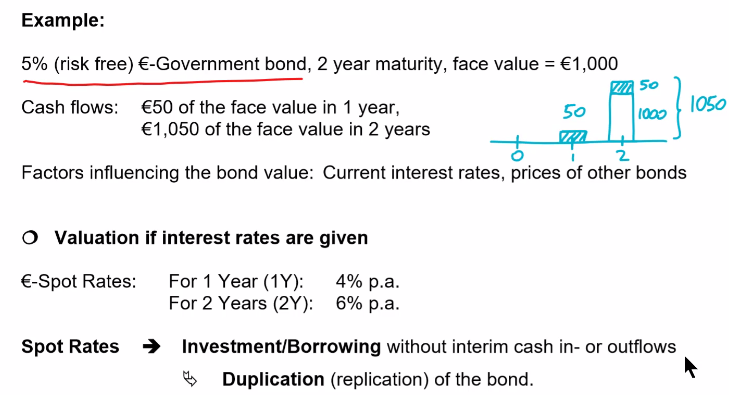 Example:
5% (risk free) €-Government bond, 2 year maturity, face value = €1,000
Cash flows: €50 of the face value in 1 year,
€1,050 of the face value in 2 years
50
50
1000
1050
0 1 2
Factors influencing the bond value: Current interest rates, prices of other bonds
Valuation if interest rates are given
€-Spot Rates: For 1 Year (1Y): 4% p.a.
For 2 Years (2Y): 6% p.a.
Spot Rates ➔ Investment/Borrowing without interim cash in- or outflows
Duplication (replication) of the bond.